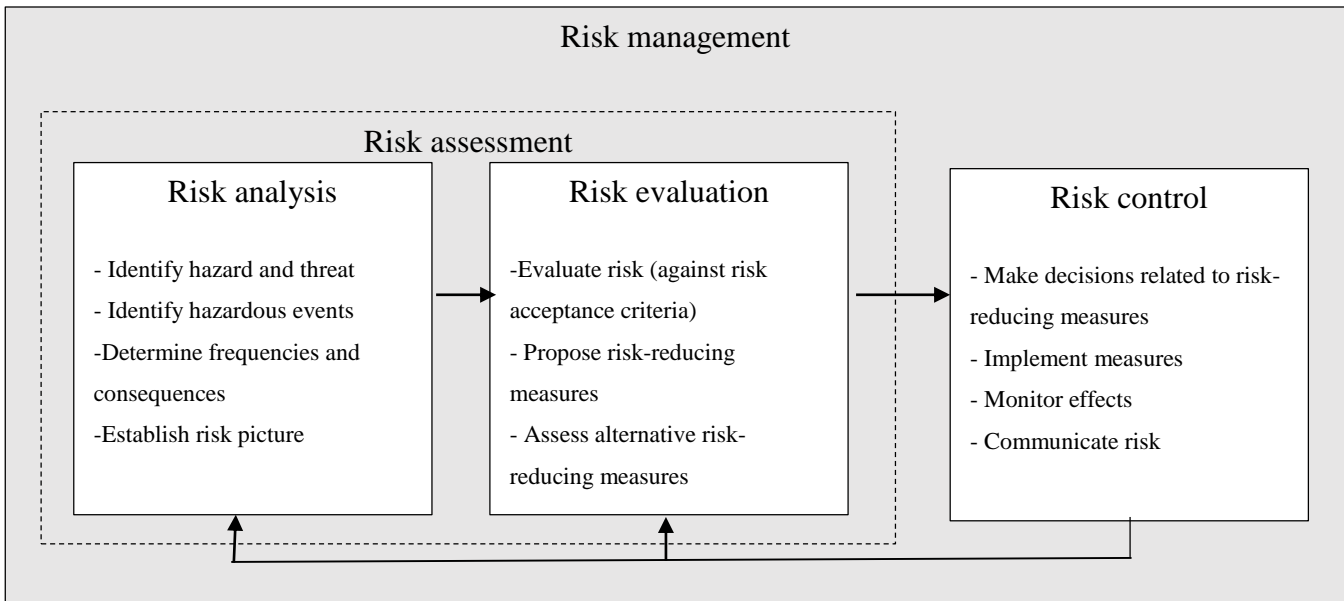 Risk management
Risk assessment
Risk analysis
- Identify hazard and threat
- Identify hazardous events
-Determine frequencies and
consequences
-Establish risk picture
Risk evaluation
-Evaluate risk (against risk
acceptance criteria)
- Propose risk-reducing
measures
- Assess alternative risk-
reducing measures
Risk control
- Make decisions related to risk-
reducing measures
- Implement measures
- Monitor effects
- Communicate risk